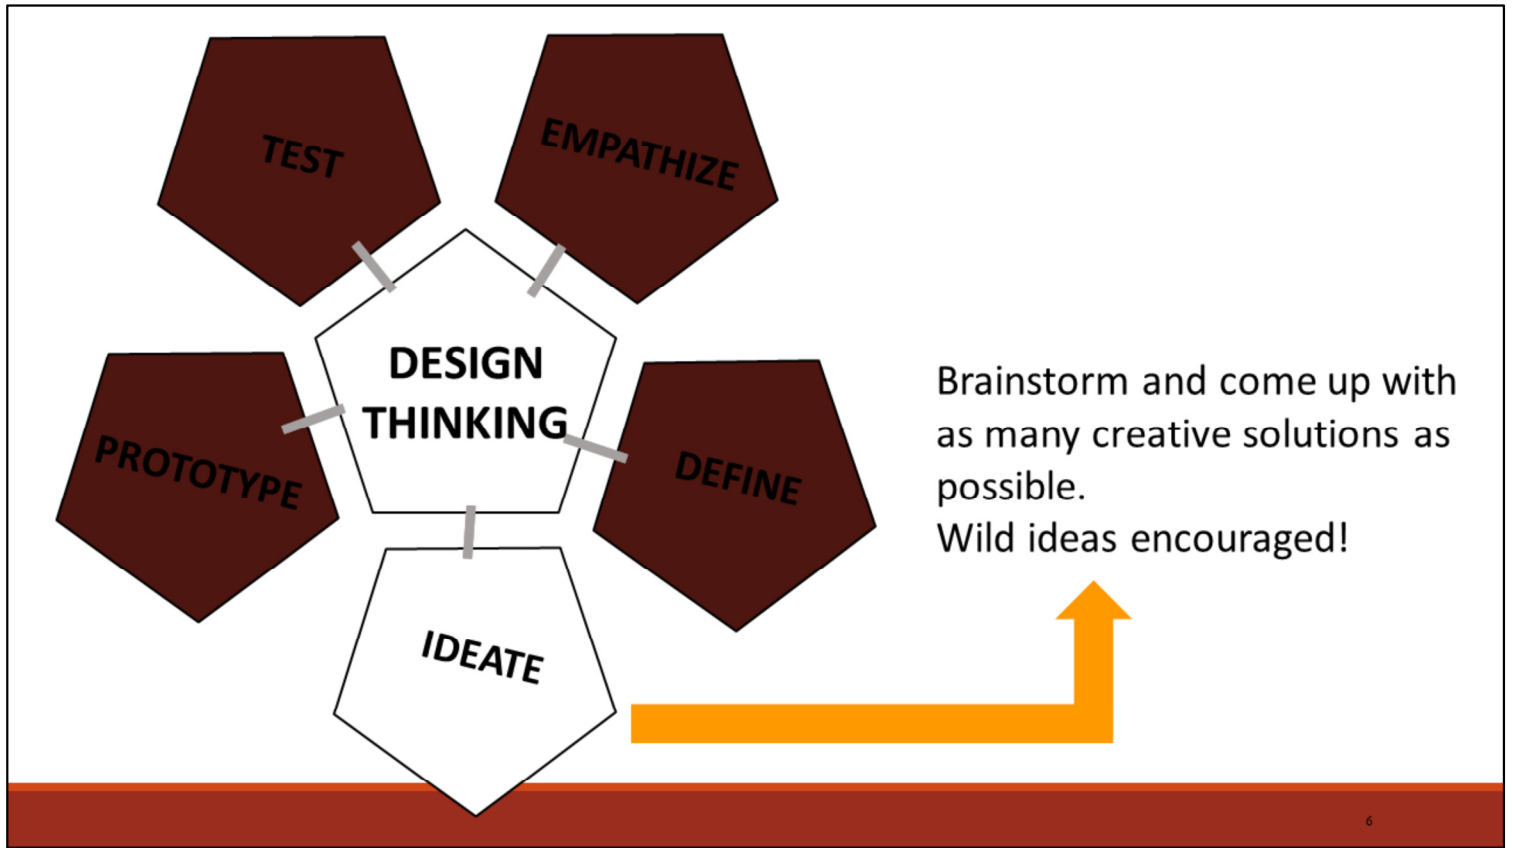 TEST
EMPATHIZE
DESIGN
THINKING
PROTOTYPE
DEFINE
IDEATE
Brainstorm and come up with
as many creative solutions as
possible.
Wild ideas encouraged!
6